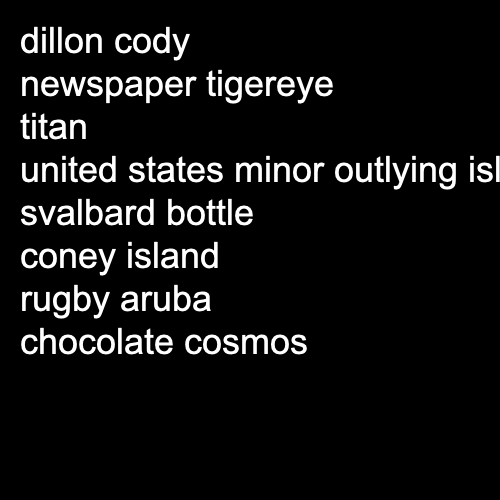 dillon cody
newspaper tigereye
titan
united states minor outlying isl
svalbard bottle
coney island
rugby aruba
chocolate cosmos